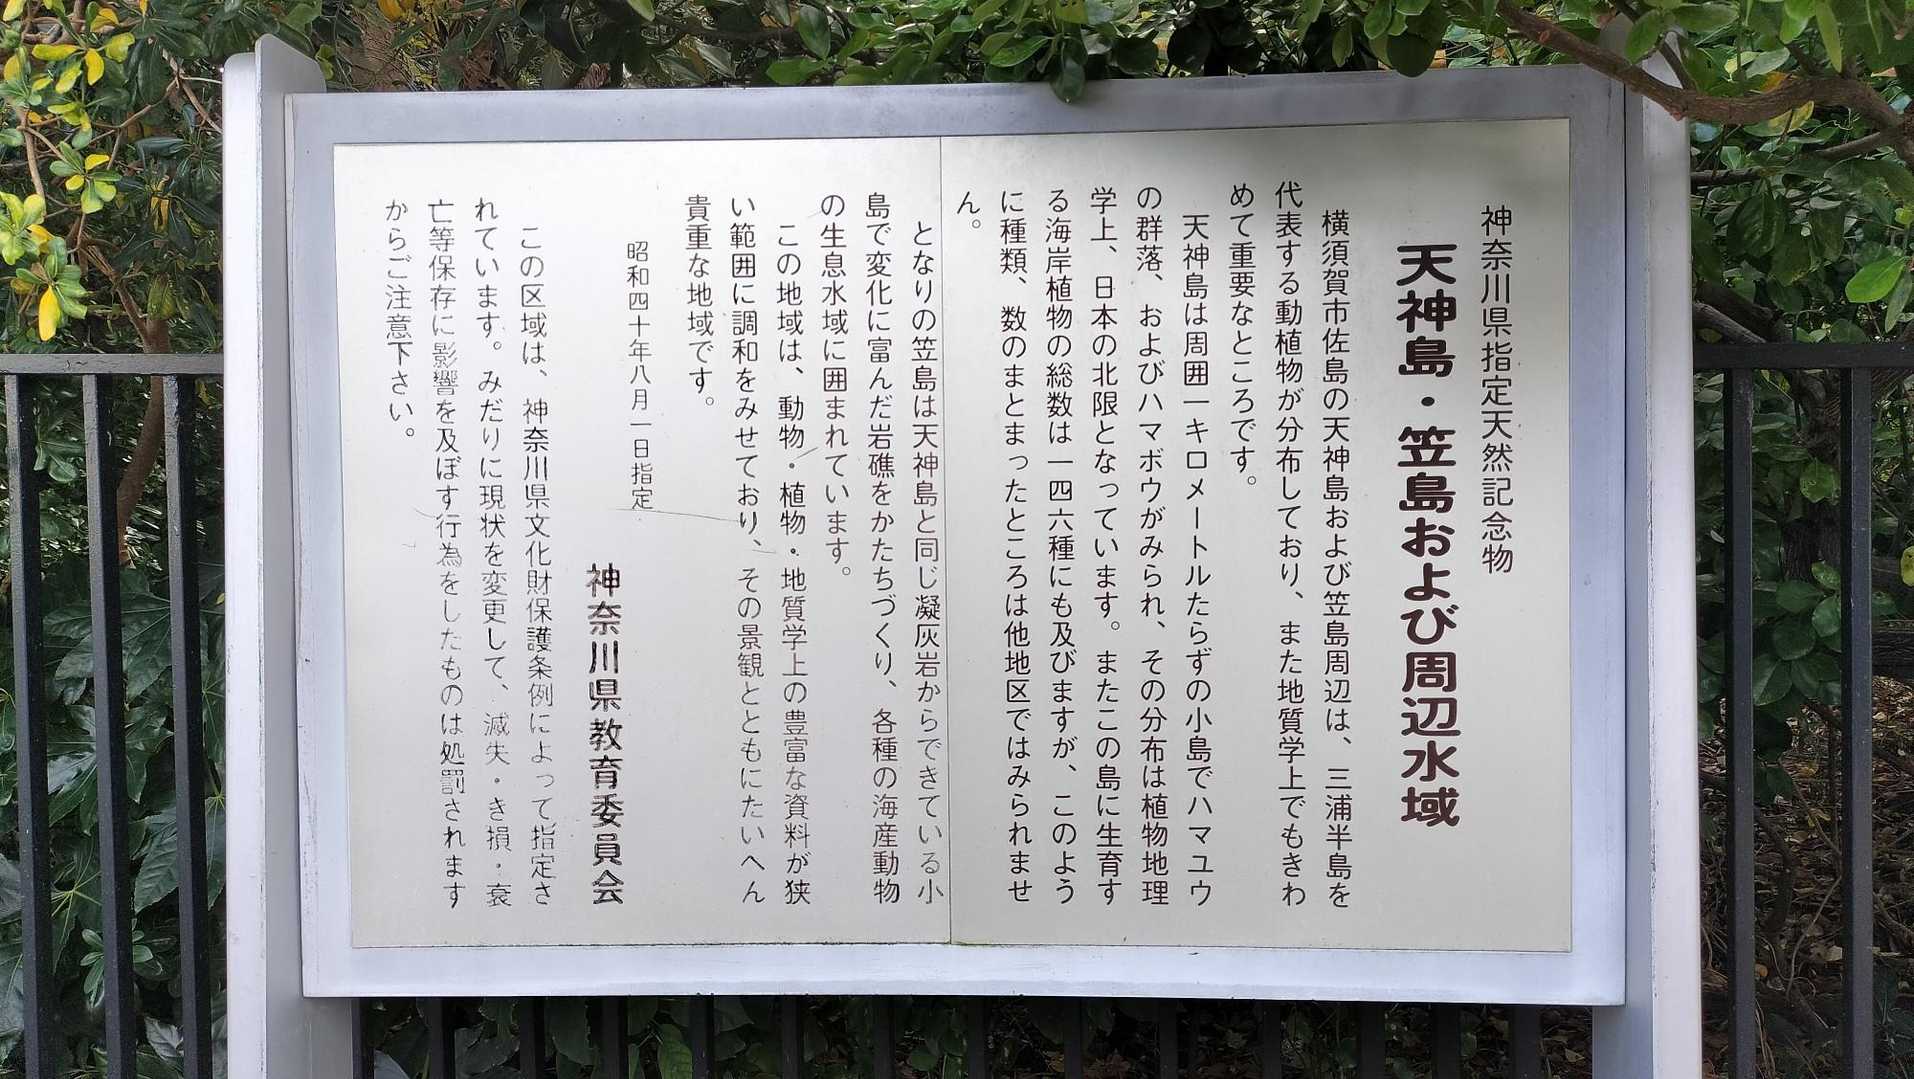 神奈川県指定天然記念物
天神島・笠島および周辺水域
横須賀市佐島の天神島および笠島周辺は、三浦半島を
代表する動植物が分布しており、また地質学上でもきわ
めて重要なところです。
天神島は周囲一キロメートルたらずの小島でハマユウ
の群落、およびハマボウがみられ、その分布は植物地理
学上、日本の北限となっています。またこの島に生育す
る海岸植物の総数は一四六種にも及びますが、このよう
に種類、数のまとまったところは他地区ではみられませ
ん。
となりの笠島は天神島と同じ凝灰岩からできている小
島で変化に富んだ岩礁をかたちづくり、各種の海産動物
の生息水域に囲まれています。
この地域は、動物・植物・地質学上の豊富な資料が狭
い範囲に調和をみせており、その景観とともにたいへん
貴重な地域です。
昭和四十年八月一日指定
神奈川県教育委員会
この区域は、神奈川県文化財保護条例によって指定さ
れています。みだりに現状を変更して、滅失・き損・衰
亡等保存に影響を及ぼす行為をしたものは処罰されます
からご注意下さい。